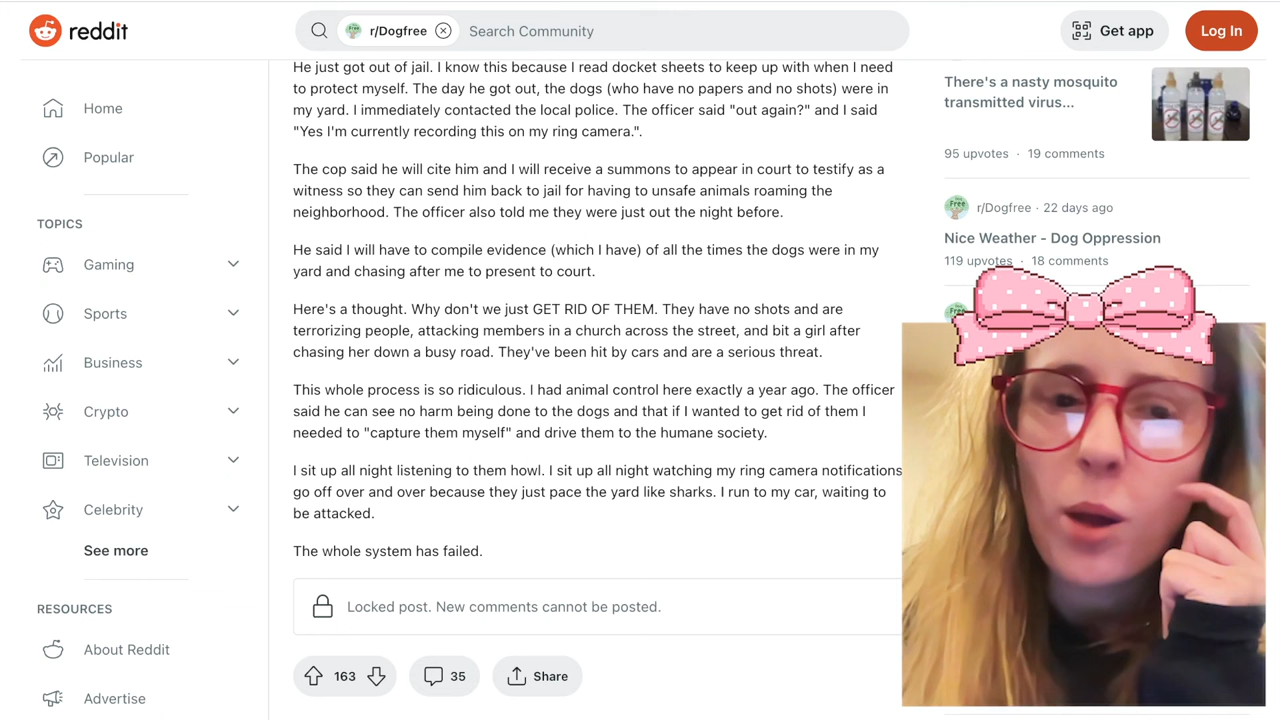 reddit
r/Dogfree
Search Community
Get app
Log In
Home
Popular
TOPICS
Gaming
Sports
Business
Crypto
Television
Celebrity
See more
RESOURCES
About Reddit
Advertise
He just got out of jail. I know this because I read docket sheets to keep up with when I need
to protect myself. The day he got out, the dogs (who have no papers and no shots) were in
my yard. I immediately contacted the local police. The officer said "out again?" and I said
"Yes I'm currently recording this on my ring camera.".
The cop said he will cite him and I will receive a summons to appear in court to testify as a
witness so they can send him back to jail for having to unsafe animals roaming the
neighborhood. The officer also told me they were just out the night before.
He said I will have to compile evidence (which I have) of all the times the dogs were in my
yard and chasing after me to present to court.
Here's a thought. Why don't we just GET RID OF THEM. They have no shots and are
terrorizing people, attacking members in a church across the street, and bit a girl after
chasing her down a busy road. They've been hit by cars and are a serious threat.
This whole process is so ridiculous. I had animal control here exactly a year ago. The officer
said he can see no harm being done to the dogs and that if I wanted to get rid of them I
needed to "capture them myself" and drive them to the humane society.
I sit up all night listening to them howl. I sit up all night watching my ring camera notifications
go off over and over because they just pace the yard like sharks. I run to my car, waiting to
be attacked.
The whole system has failed.
Locked post. New comments cannot be posted.
163
35
Share
There's a nasty mosquito
transmitted virus...
95 upvotes · 19 comments
Free
r/Dogfree · 22 days ago
Nice Weather - Dog Oppression
119 upvotes · 18 comments